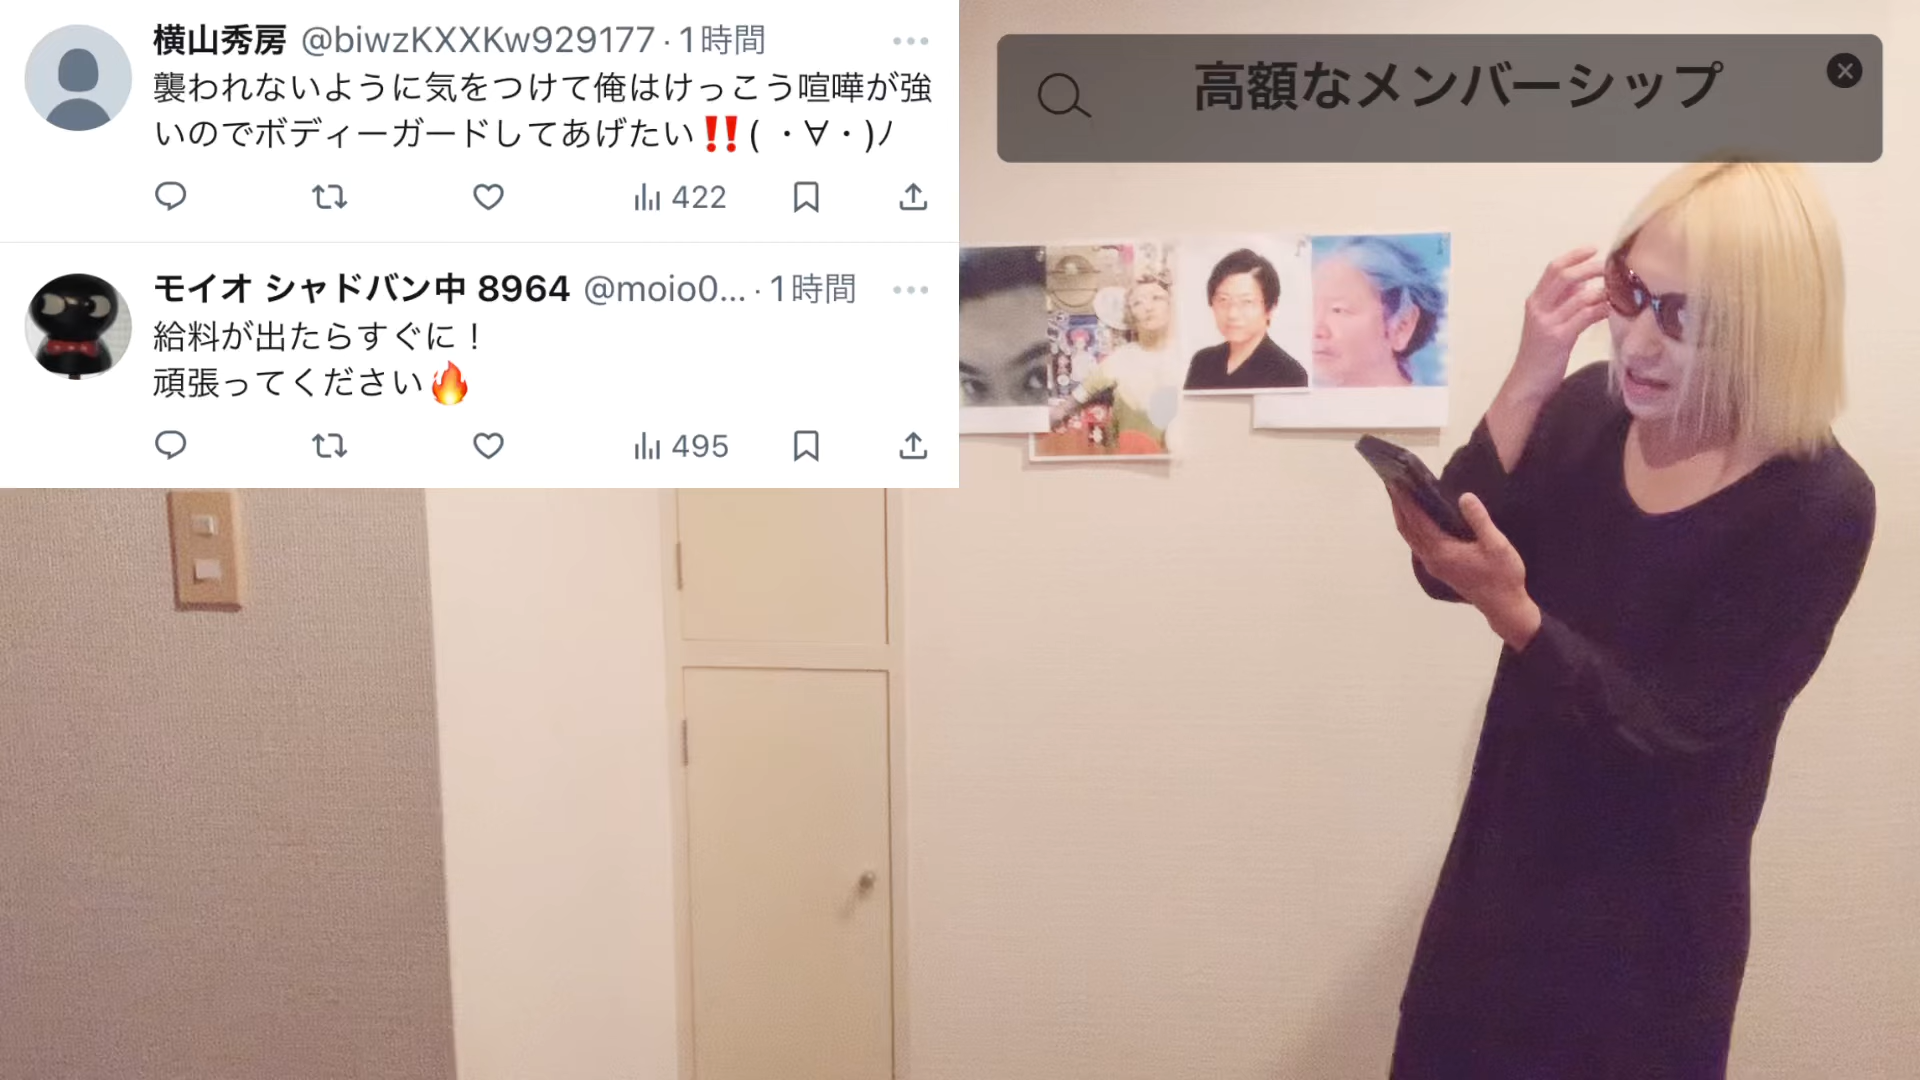 横山秀房 @biwzKXXKw929177 · 1時間
襲われないように気をつけて俺はけっこう喧嘩が強
いのでボディーガードしてあげたい‼️( ・∀・)ﾉ
422
モイオ シャドバン中 8964 @moio0... · 1時間
給料が出たらすぐに！
頑張ってください🔥
495
高額なメンバーシップ